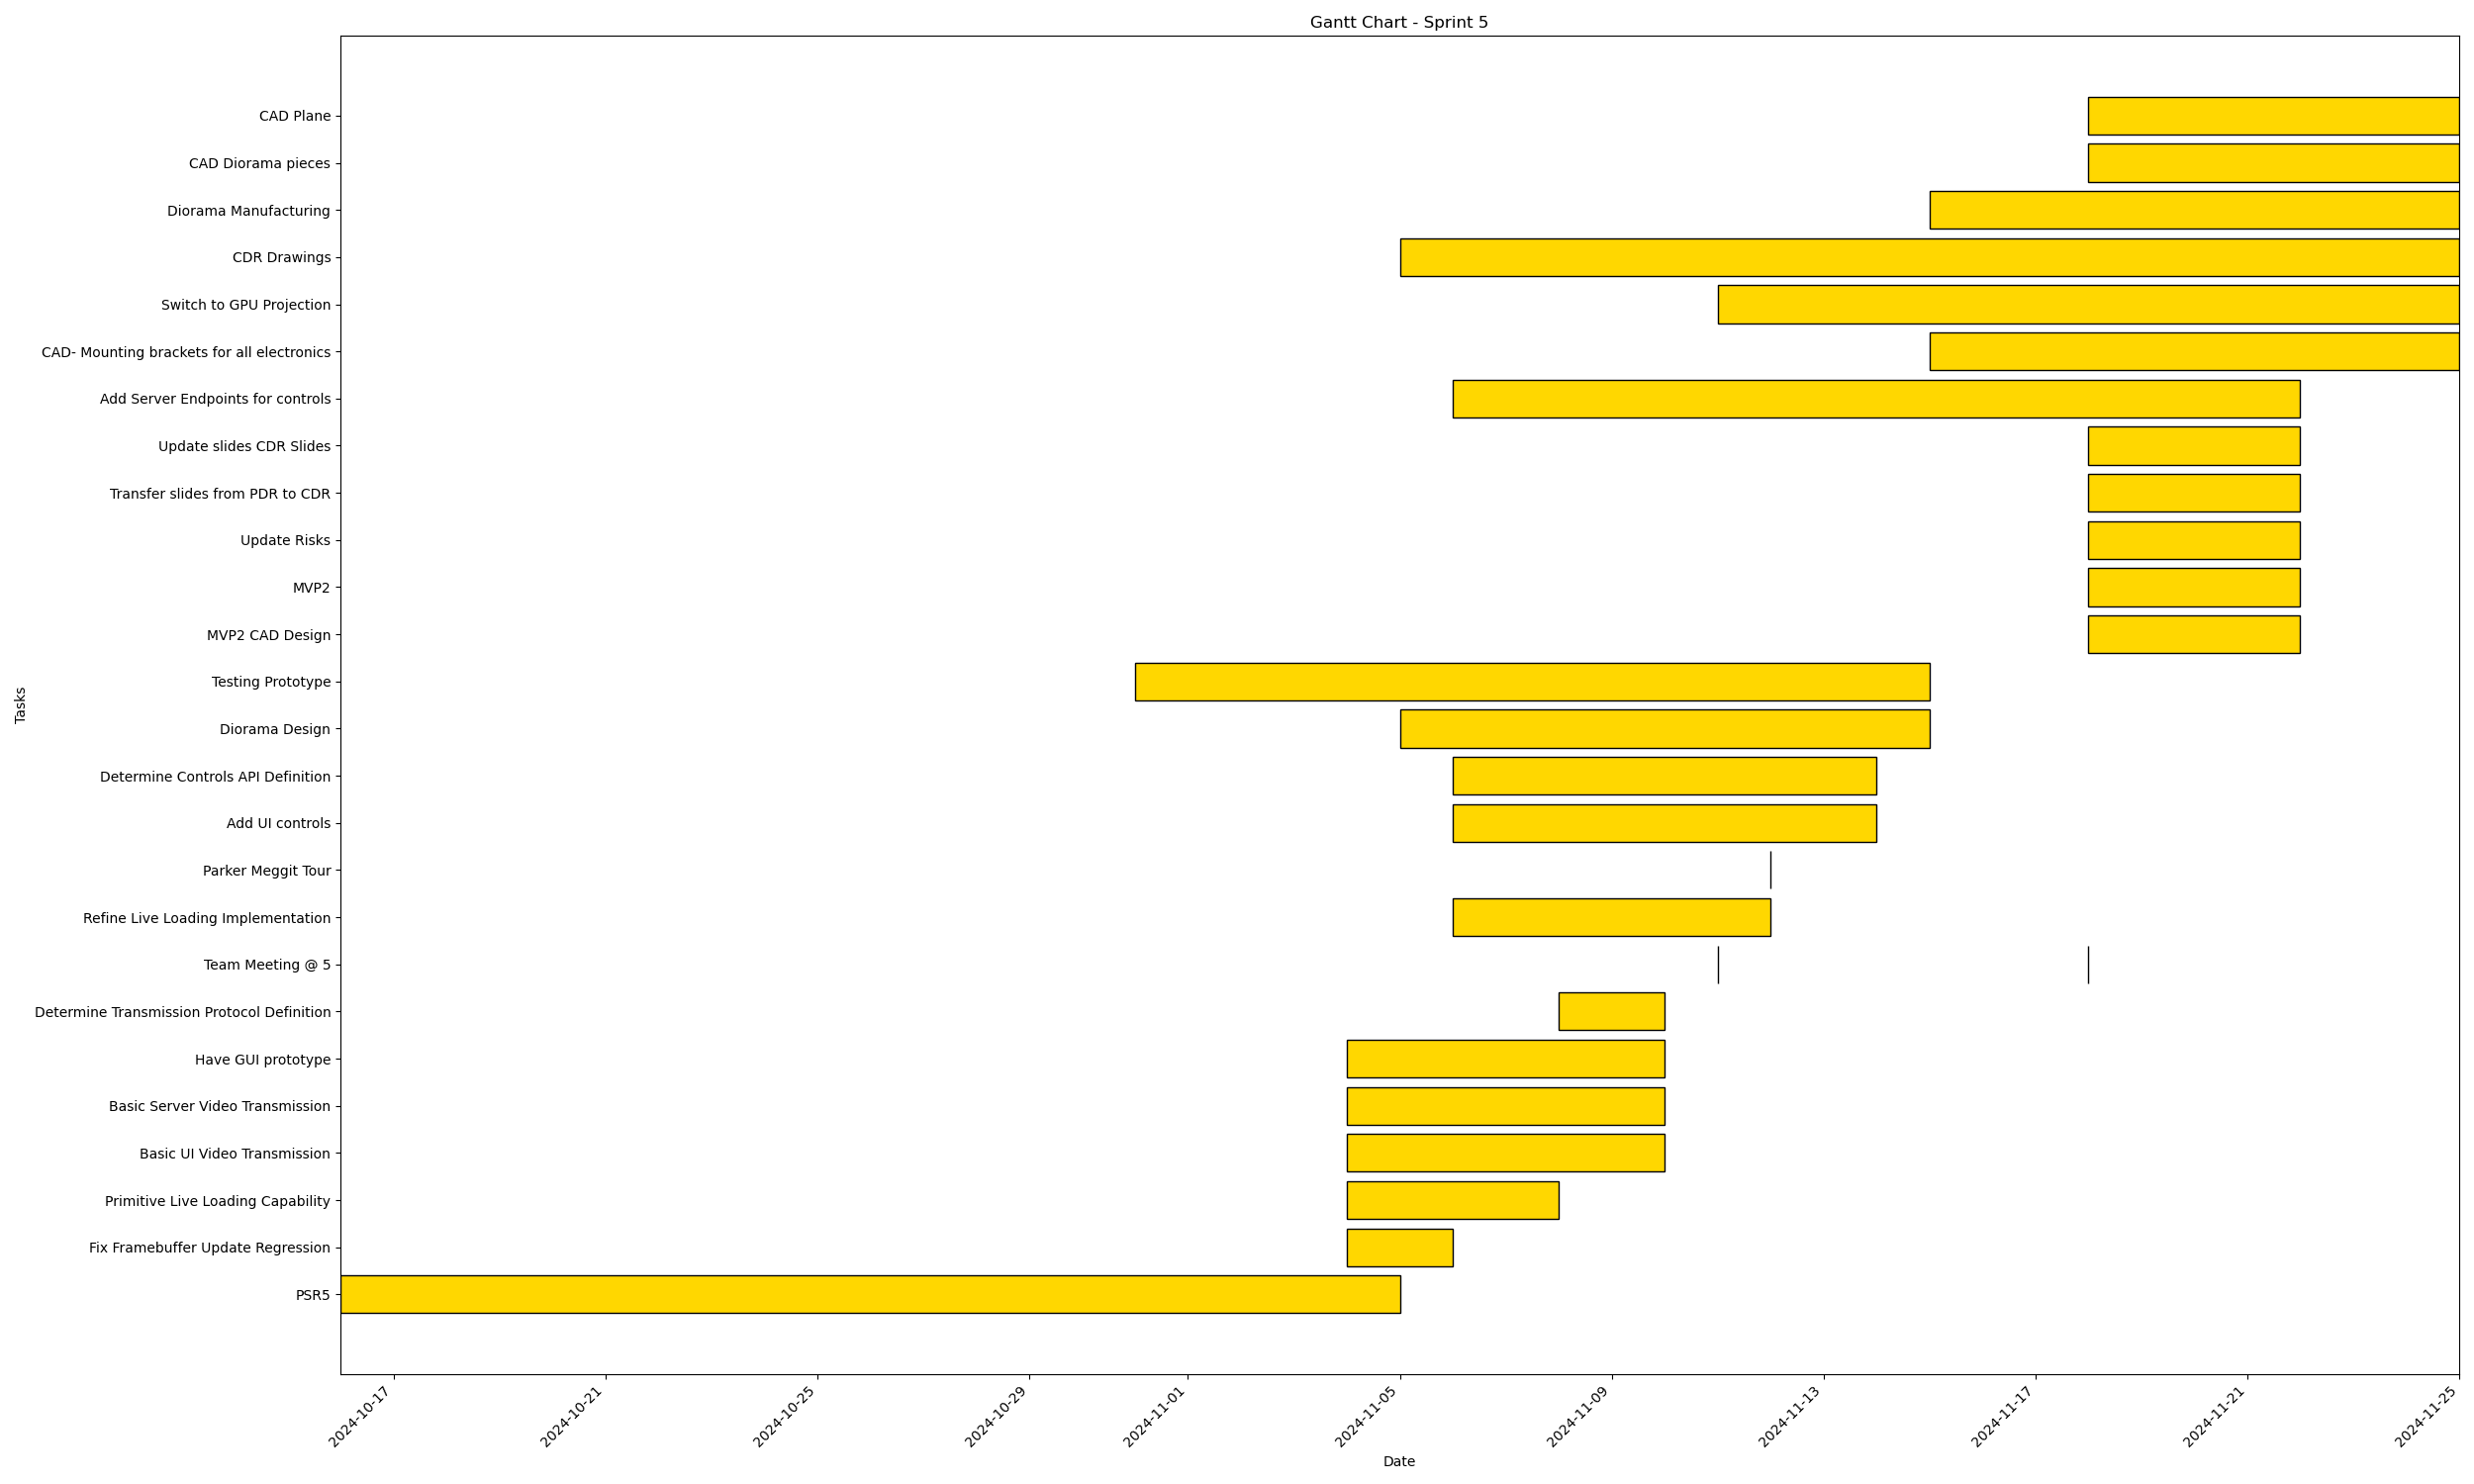 Gantt Chart - Sprint 5
CAD Plane
CAD Diorama pieces
Diorama Manufacturing
CDR Drawings
Switch to GPU Projection
CAD- Mounting brackets for all electronics
Add Server Endpoints for controls
Update slides CDR Slides
Transfer slides from PDR to CDR
Update Risks
MVP2
MVP2 CAD Design
Testing Prototype
Diorama Design
Determine Controls API Definition
Add UI controls
Parker Meggit Tour
Refine Live Loading Implementation
Team Meeting @ 5
Determine Transmission Protocol Definition
Have GUI prototype
Basic Server Video Transmission
Basic UI Video Transmission
Primitive Live Loading Capability
Fix Framebuffer Update Regression
PSR5
Tasks
2024-10-17
2024-10-21
2024-10-25
2024-10-29
2024-11-01
2024-11-05
2024-11-09
2024-11-13
2024-11-17
2024-11-21
2024-11-25
Date